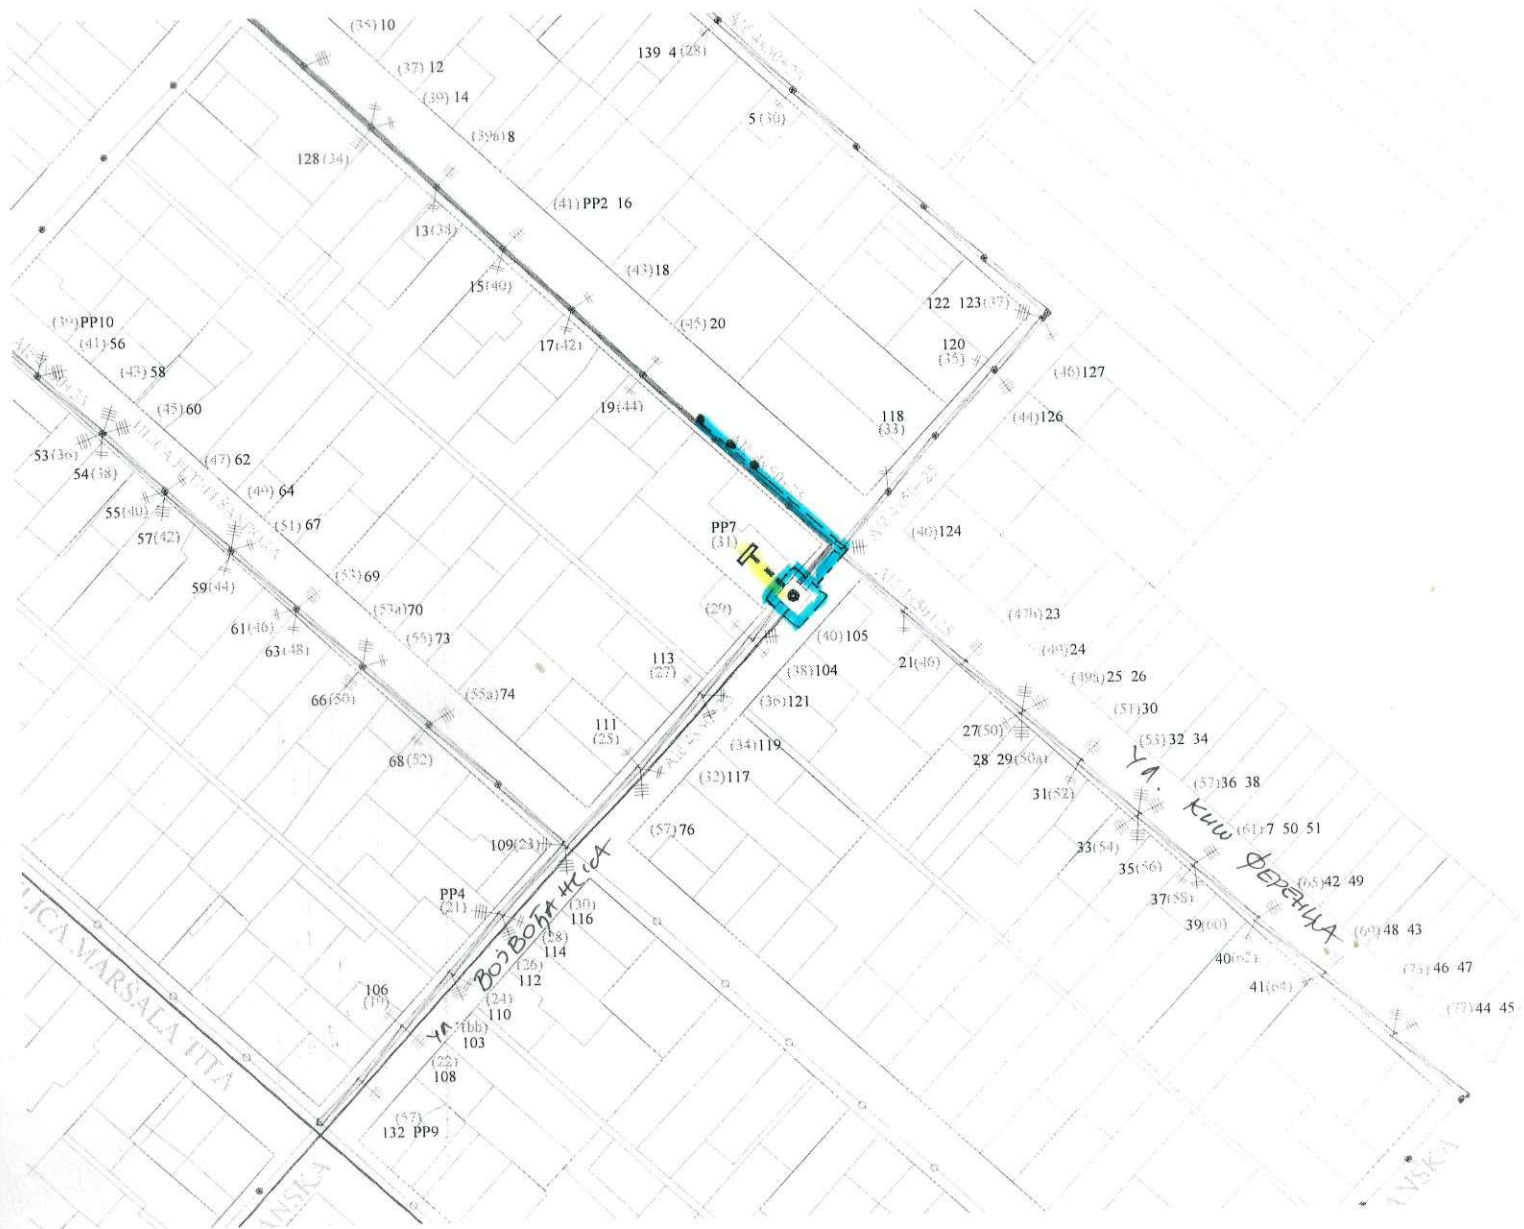 (35) 10
139 4 (28)
(37) 12
(39) 14
5 (30)
(39a) 8
128 (34)
(41) PP2 16
13 (38)
(43) 18
15 (40)
122 123 (37)
(45) 20
(39) PP10
(41) 56
17 (42)
120
(35)
(43) 58
(46) 127
19 (44)
(45) 60
118
(33)
(44) 126
53 (36)
54 (38)
(47) 62
(49) 64
55 (40)
(51) 67
PP7
(31)
(40) 124
57 (42)
59 (44)
(53) 69
(53a) 70
(47b) 23
61 (46)
(29)
(40) 105
63 (48)
(55) 73
21 (46)
(49) 24
113
(27)
(38) 104
(49a) 25 26
66 (50)
(55a) 74
(36) 121
(51) 30
111
(25)
27 (50)
(34) 119
(53) 32 34
68 (52)
28 29 (50a)
(32) 117
31 (52)
(57) 36 38
ул. Киш Ференца
(57) 76
(61) 7 50 51
109 (23)
33 (54)
35 (56)
(65) 42 49
PP4
(21)
37 (58)
(30)
116
39 (60)
(69) 48 43
(28)
114
40 (62)
(26)
112
(73) 46 47
41 (64)
106
(19)
(24)
110
(77) 44 45
ул. Војвођанска
(bb)
103
(22)
108
ULICA MARSALA TITA
(57)
132 PP9
ANSKA
ANSKA